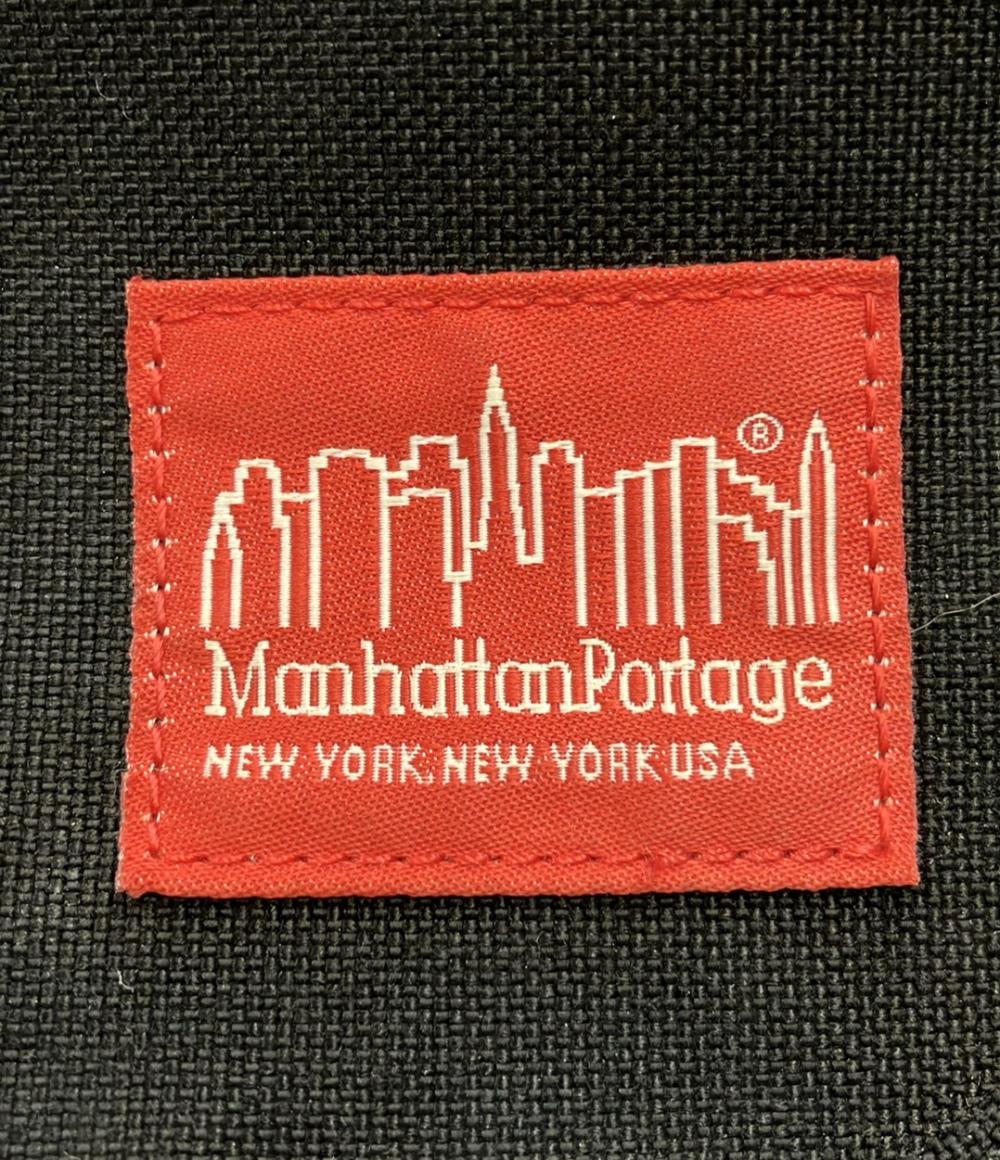 ®
ManhattanPortage
NEW YORK, NEW YORK USA